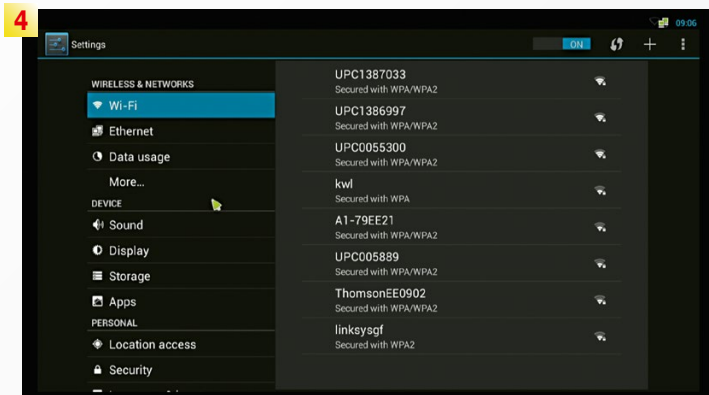 4
09:06
Settings
ON
WIRELESS & NETWORKS
Wi-Fi
Ethernet
Data usage
More...
DEVICE
Sound
Display
Storage
Apps
PERSONAL
Location access
Security
UPC1387033
Secured with WPA/WPA2
UPC1386997
Secured with WPA/WPA2
UPC0055300
Secured with WPA/WPA2
kwl
Secured with WPA
A1-79EE21
Secured with WPA/WPA2
UPC005889
Secured with WPA/WPA2
ThomsonEE0902
Secured with WPA/WPA2
linksysgf
Secured with WPA2